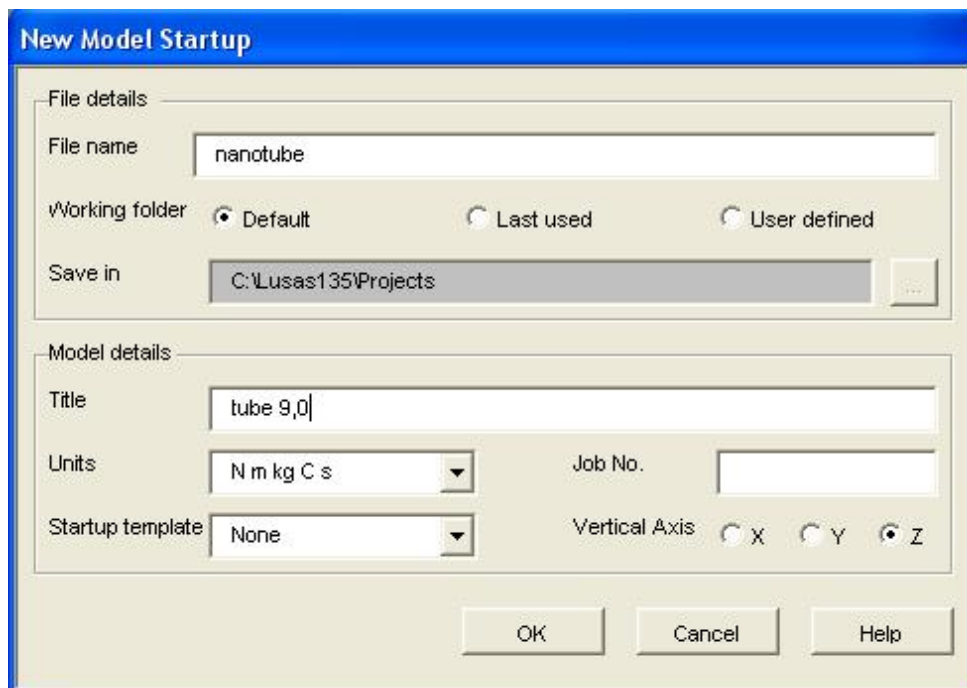 New Model Startup
File details
File name nanotube
Working folder Default Last used User defined
Save in C:\Lusas135\Projects ...
Model details
Title tube 9,0
Units N m kg C s Job No.
Startup template None Vertical Axis X Y Z
OK Cancel Help